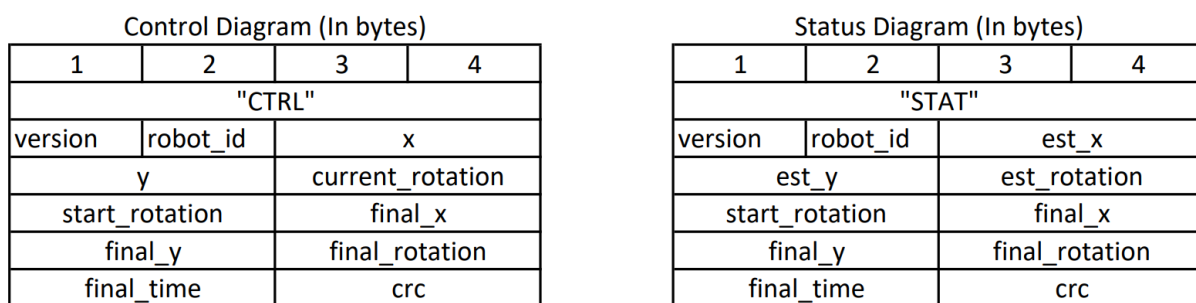 Control Diagram (In bytes)
1 2 3 4
"CTRL"
version robot_id x
y current_rotation
start_rotation final_x
final_y final_rotation
final_time crc
Status Diagram (In bytes)
1 2 3 4
"STAT"
version robot_id est_x
est_y est_rotation
start_rotation final_x
final_y final_rotation
final_time crc